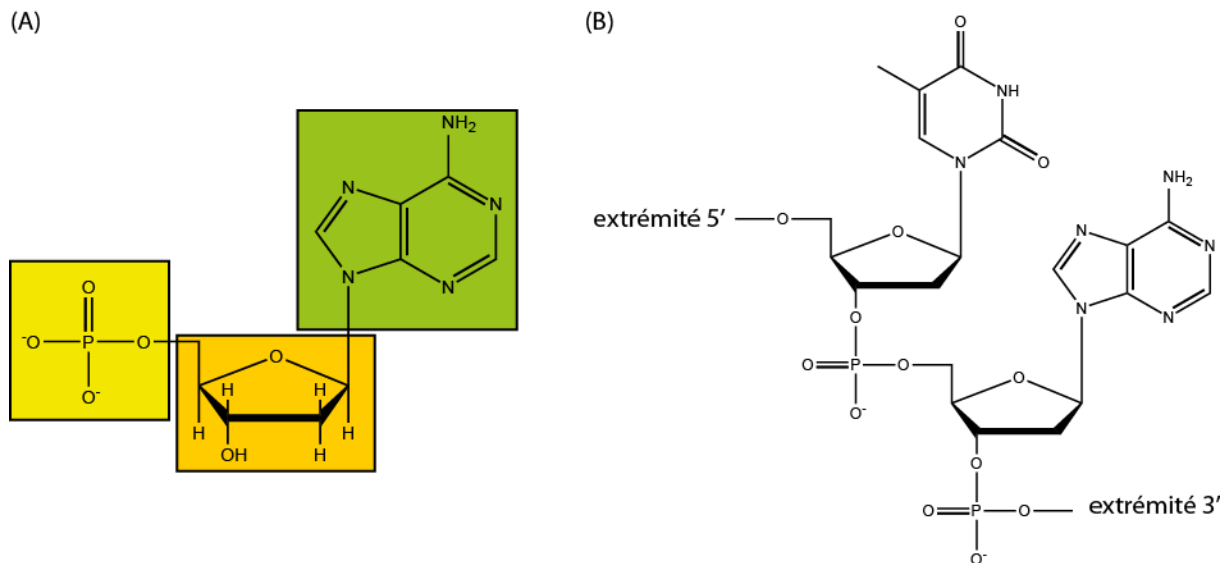 (A)
NH₂
N N
N N
O
⁻O P O
O⁻
O
H H
H H H
OH H
(B)
O
NH
N O
extrémité 5′ O O
NH₂
N N
N N
O
O P O O
O⁻
O
O P O extrémité 3′
O⁻